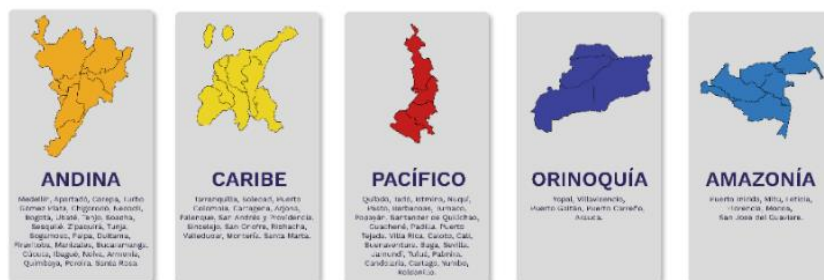 ANDINA
Medellín, Apartadó, Carepa, Turbo
Gómez Plata, Chigorodó, Necoclí,
Bogotá, Ubaté, Tenjo, Soacha,
Sesquilé, Zipaquirá, Tunja,
Sogamoso, Paipa, Duitama,
Firavitoba, Manizales, Bucaramanga,
Cúcuta, Ibagué, Neiva, Armenia,
Quimbaya, Pereira, Santa Rosa
CARIBE
Barranquilla, Soledad, Puerto
Colombia, Cartagena, Arjona,
Palenque, San Andrés y Providencia,
Sincelejo, San Onofre, Riohacha,
Valledupar, Montería, Santa Marta.
PACÍFICO
Quibdó, Tadó, Istmina, Nuquí,
Pasto, Barbacoas, Tumaco,
Popayán, Santander de Quilichao,
Guachené, Padilla, Puerto
Tejada, Villa Rica, Caloto, Cali,
Buenaventura, Buga, Sevilla,
Jamundí, Tuluá, Palmira,
Candelaria, Cartago, Yumbo,
Roldanillo.
ORINOQUÍA
Yopal, Villavicencio,
Puerto Gaitán, Puerto Carreño,
Arauca.
AMAZONÍA
Puerto Inírida, Mitú, Leticia,
Florencia, Mocoa,
San José del Guaviare.